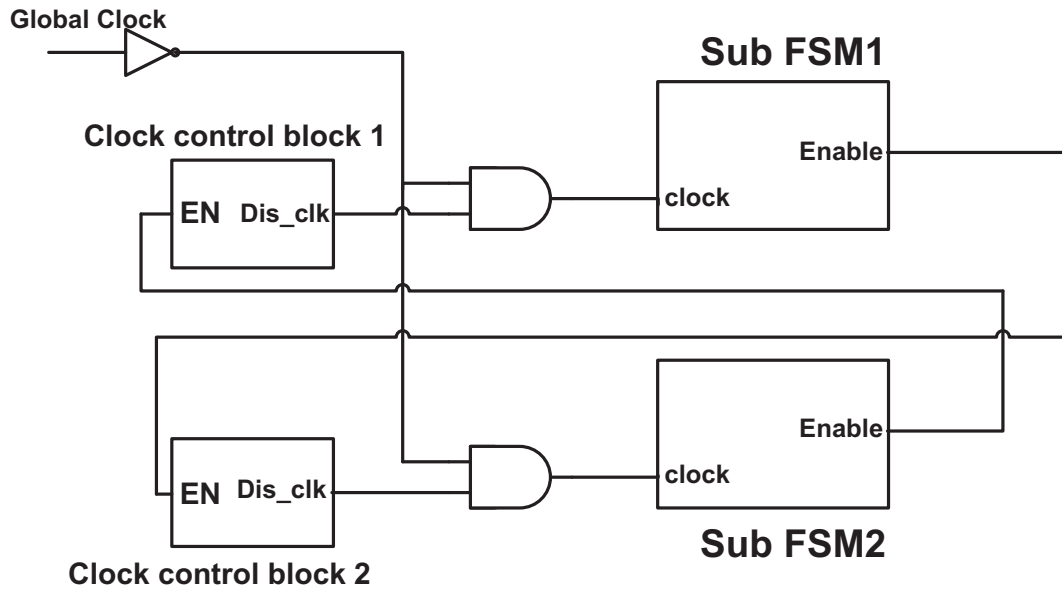 Global Clock
Sub FSM1
Clock control block 1
Enable
EN Dis_clk
clock
Enable
EN Dis_clk
clock
Sub FSM2
Clock control block 2